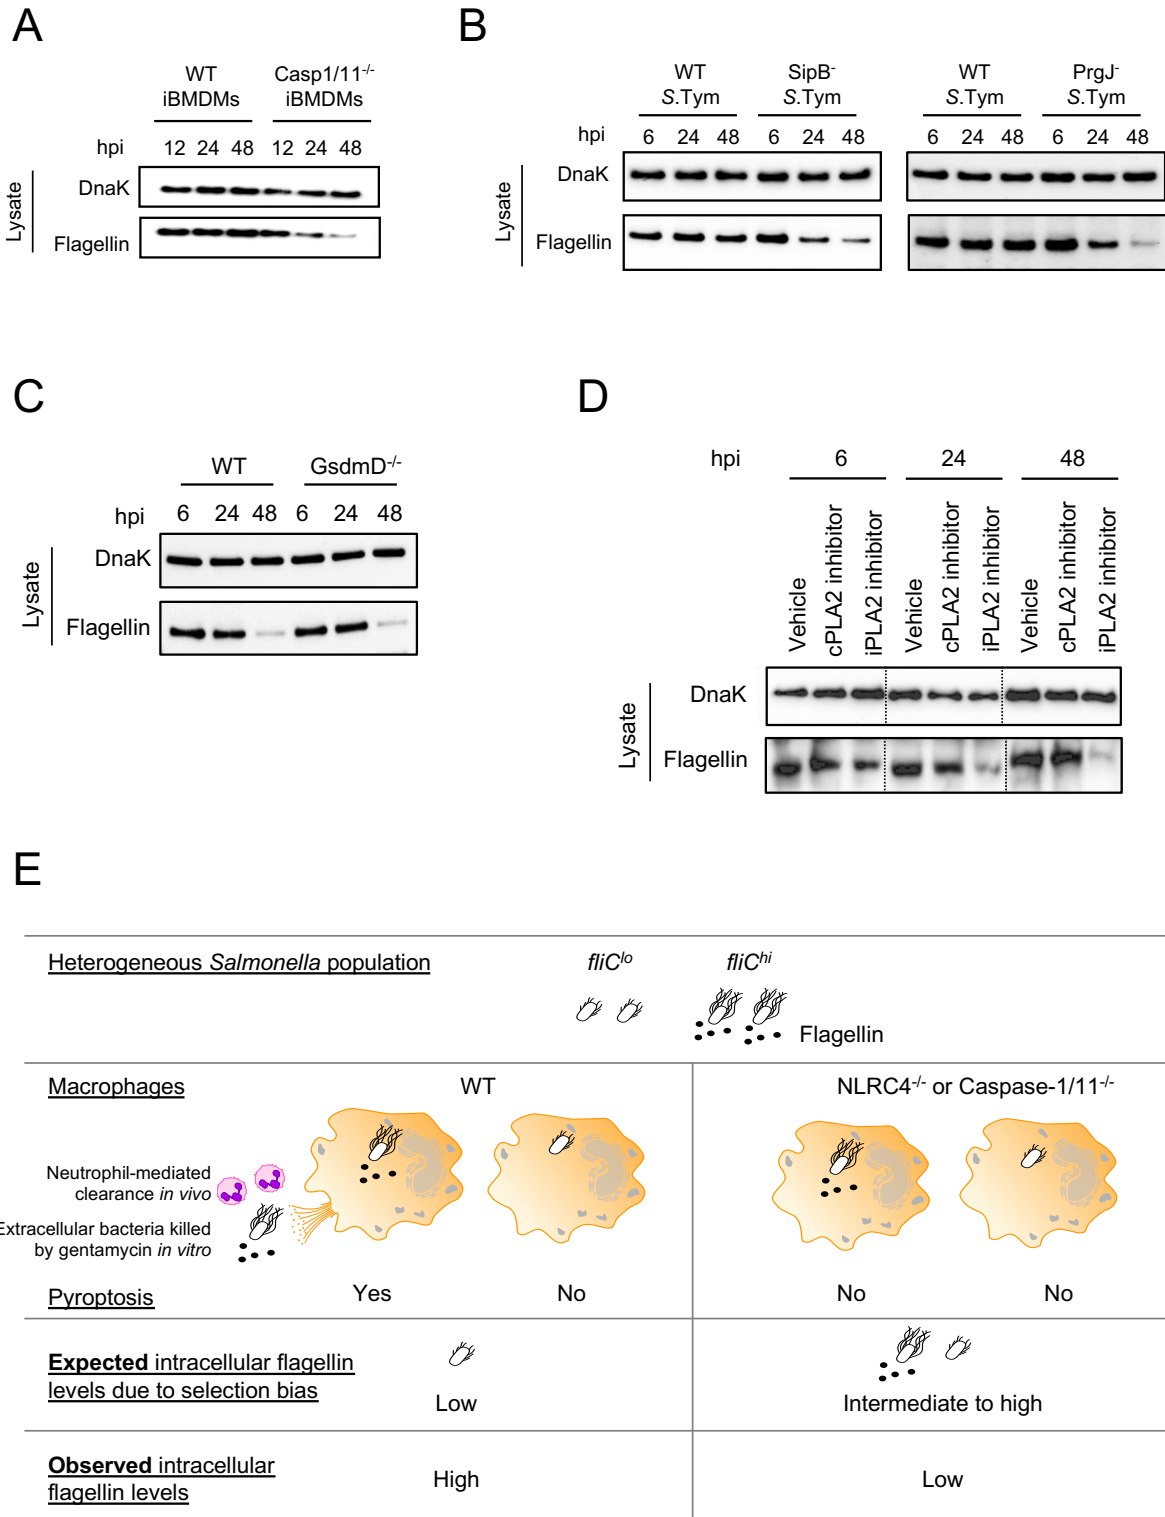 A
WT
iBMDMs
Casp1/11-/-
iBMDMs
hpi 12 24 48 12 24 48
DnaK
Flagellin
Lysate
B
WT
S.Tym
SipB-
S.Tym
WT
S.Tym
PrgJ-
S.Tym
hpi 6 24 48 6 24 48 6 24 48 6 24 48
DnaK
Flagellin
Lysate
C
WT GsdmD-/-
hpi 6 24 48 6 24 48
DnaK
Flagellin
Lysate
D
hpi 6 24 48
Vehicle
cPLA2 inhibitor
iPLA2 inhibitor
Vehicle
cPLA2 inhibitor
iPLA2 inhibitor
Vehicle
cPLA2 inhibitor
iPLA2 inhibitor
DnaK
Flagellin
Lysate
E
Heterogeneous Salmonella population fliClo fliChi
Flagellin
Macrophages WT NLRC4-/- or Caspase-1/11-/-
Neutrophil-mediated
clearance in vivo
Extracellular bacteria killed
by gentamycin in vitro
Pyroptosis Yes No No No
Expected intracellular flagellin
levels due to selection bias
Low Intermediate to high
Observed intracellular
flagellin levels
High Low